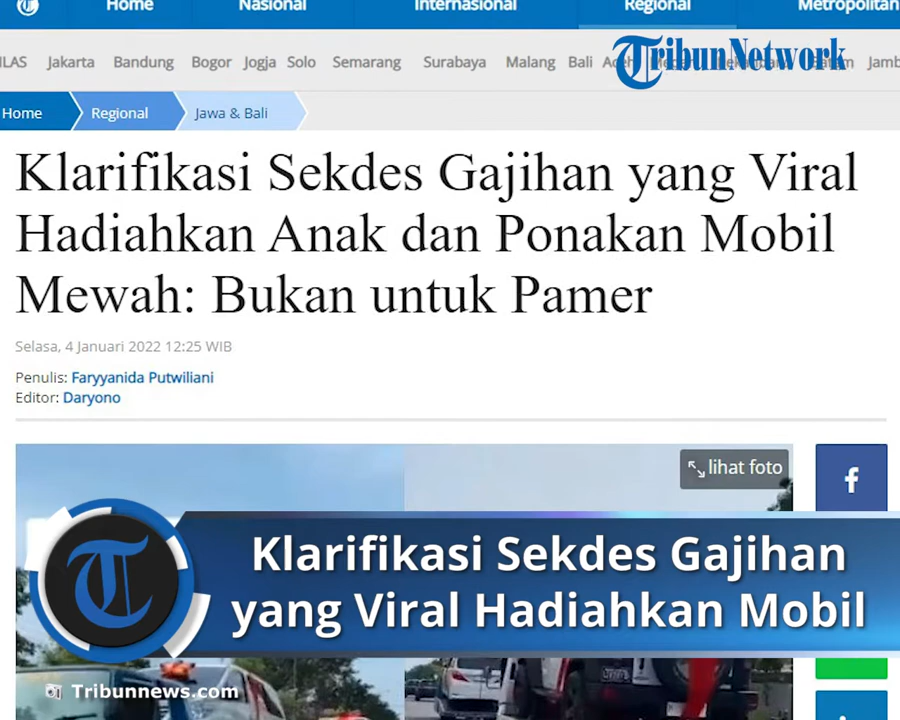 Home Nasional Internasional Regional Metropolitan
Jakarta Bandung Bogor Jogja Solo Semarang Surabaya Malang Bali Aceh
TribunNetwork
Home Regional Jawa & Bali
Klarifikasi Sekdes Gajihan yang Viral
Hadiahkan Anak dan Ponakan Mobil
Mewah: Bukan untuk Pamer
Selasa, 4 Januari 2022 12:25 WIB
Penulis: Faryyanida Putwiliani
Editor: Daryono
lihat foto
f
Klarifikasi Sekdes Gajihan
yang Viral Hadiahkan Mobil
T
Tribunnews.com